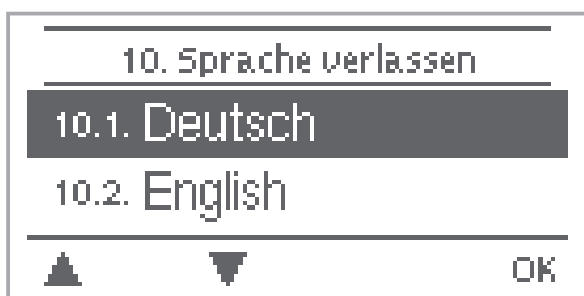 10. Sprache verlassen
10.1. Deutsch
10.2. English
OK